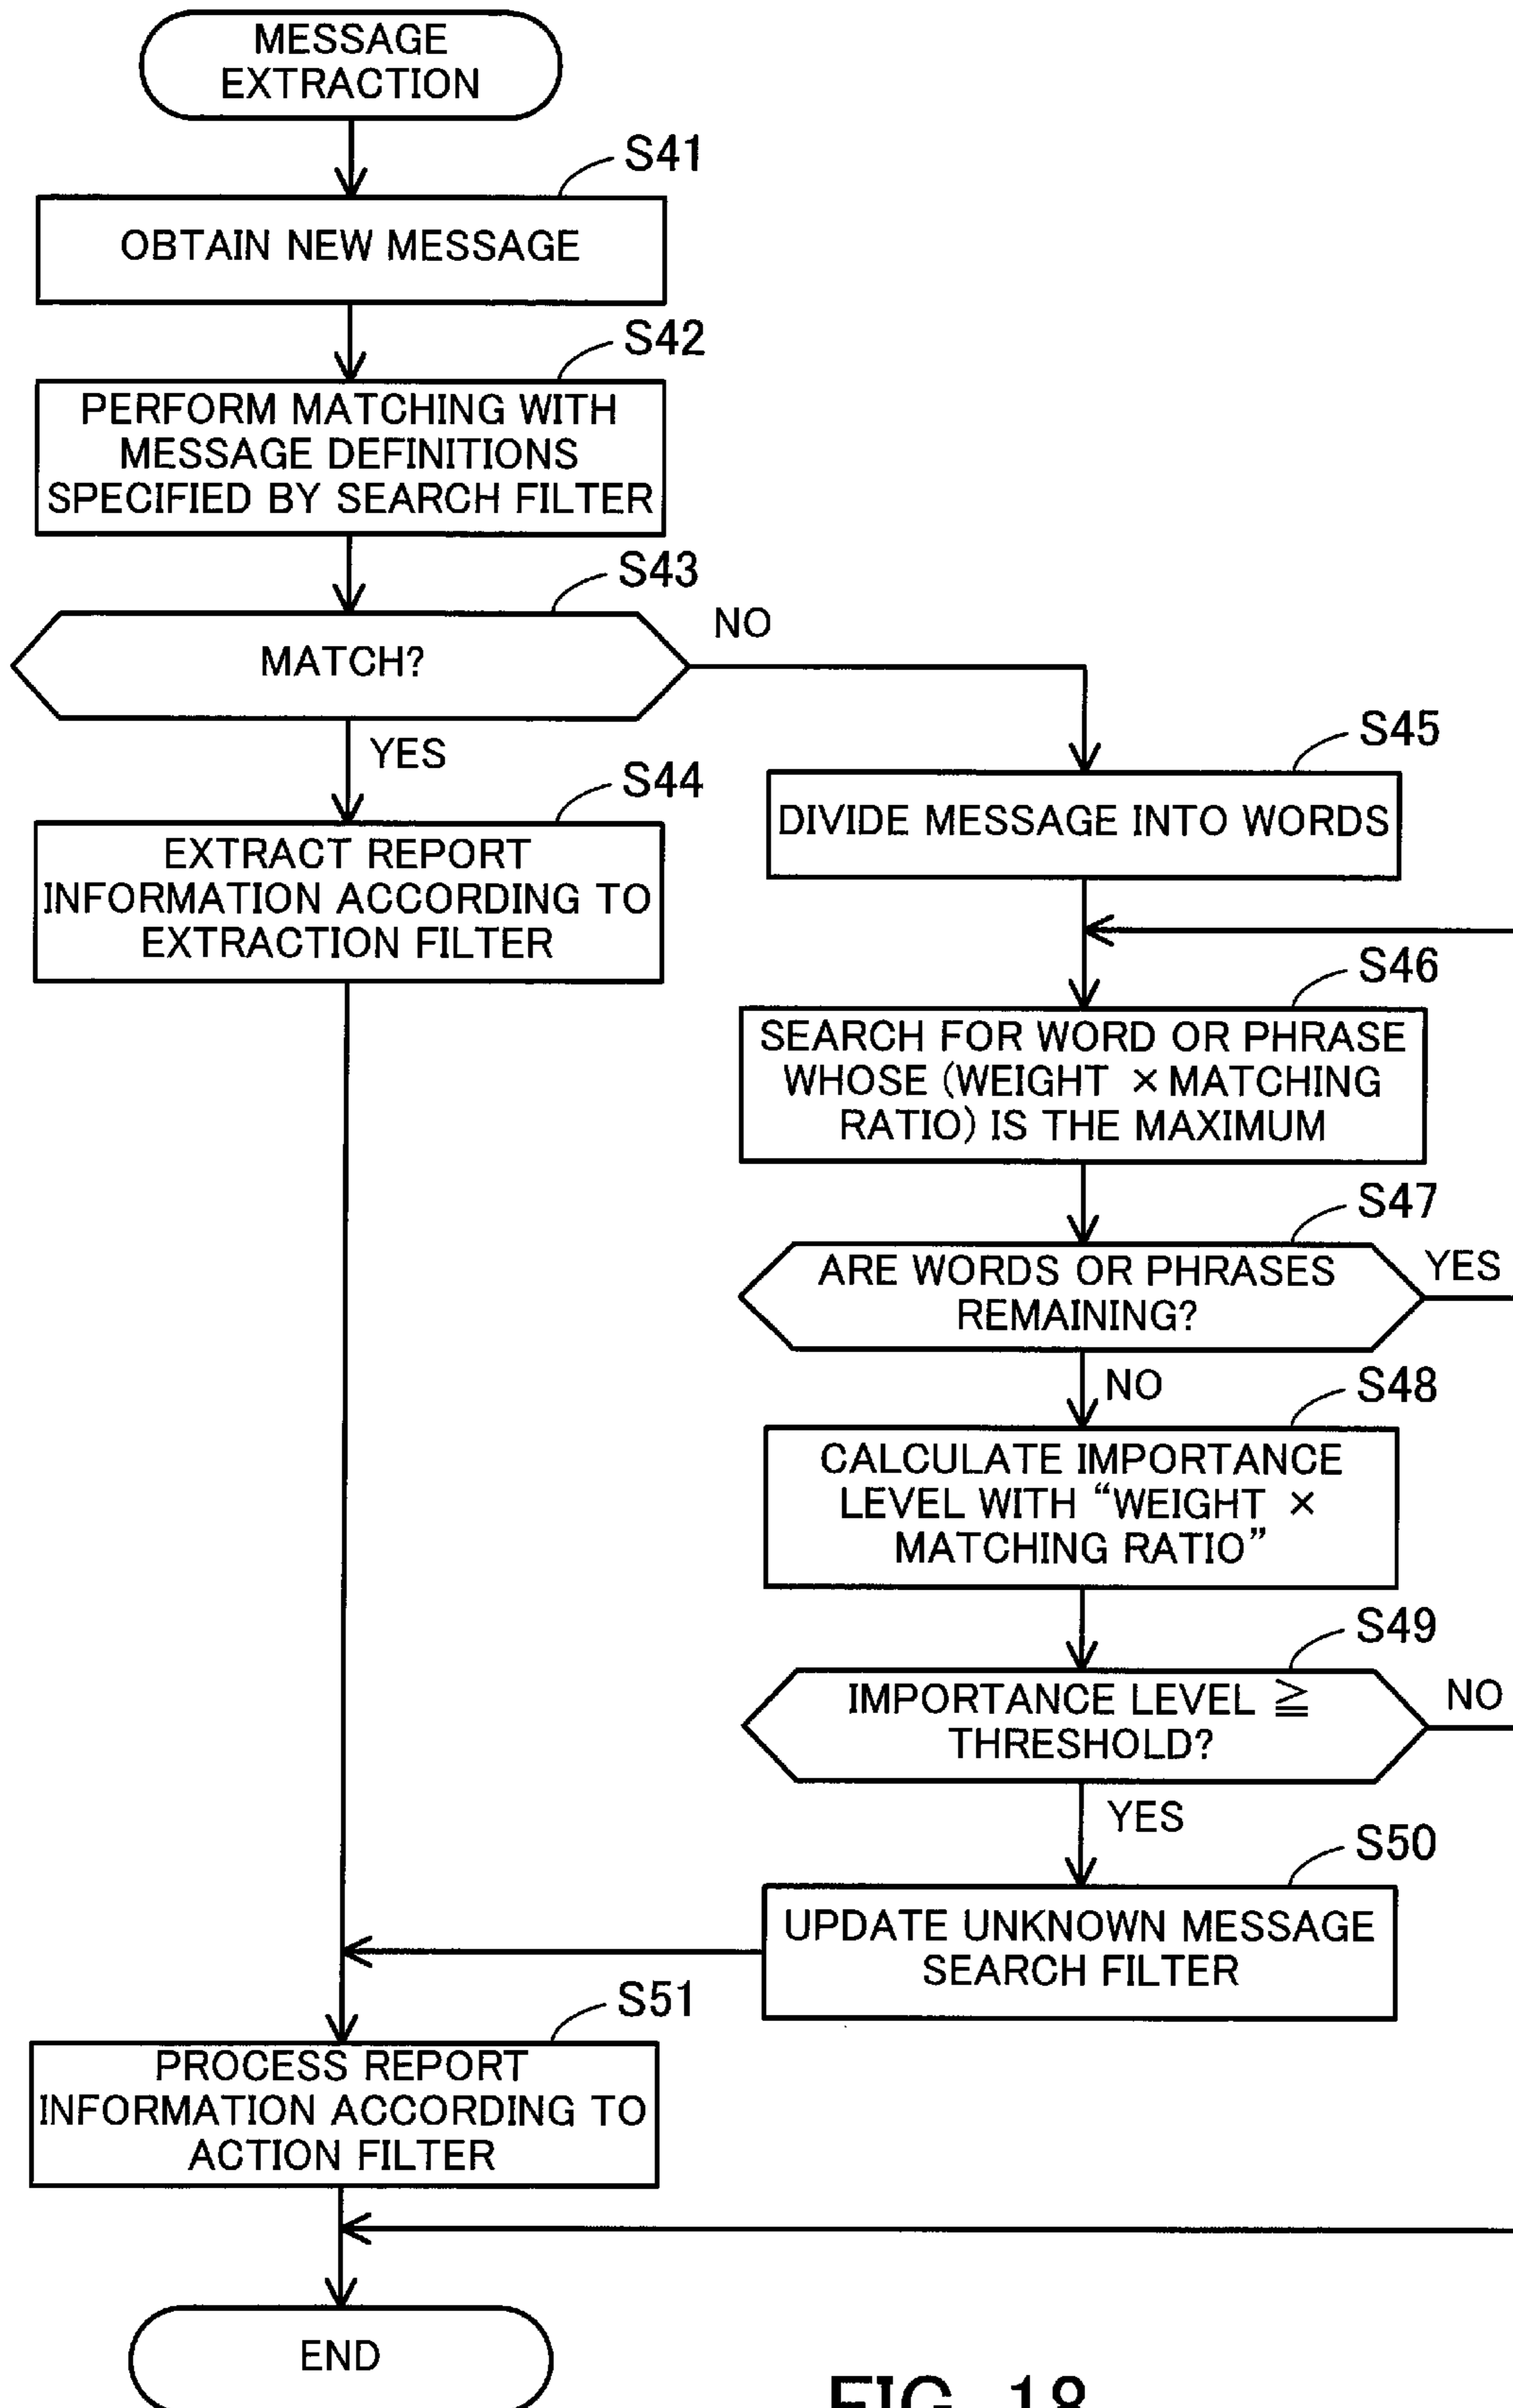 MESSAGE
EXTRACTION
S41
OBTAIN NEW MESSAGE
S42
PERFORM MATCHING WITH
MESSAGE DEFINITIONS
SPECIFIED BY SEARCH FILTER
S43
MATCH?
NO
YES
S44
EXTRACT REPORT
INFORMATION ACCORDING TO
EXTRACTION FILTER
S45
DIVIDE MESSAGE INTO WORDS
S46
SEARCH FOR WORD OR PHRASE
WHOSE (WEIGHT × MATCHING
RATIO) IS THE MAXIMUM
S47
ARE WORDS OR PHRASES
REMAINING?
YES
NO
S48
CALCULATE IMPORTANCE
LEVEL WITH “WEIGHT ×
MATCHING RATIO”
S49
IMPORTANCE LEVEL ≧
THRESHOLD?
NO
YES
S50
UPDATE UNKNOWN MESSAGE
SEARCH FILTER
S51
PROCESS REPORT
INFORMATION ACCORDING TO
ACTION FILTER
END
FIG. 18